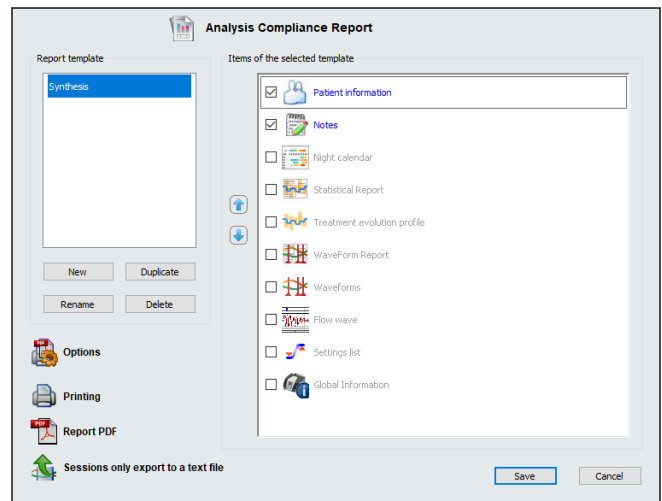 Analysis Compliance Report
Report template
Items of the selected template
Synthesis
Patient information
Notes
Night calendar
Statistical Report
Treatment evolution profile
WaveForm Report
Waveforms
Flow wave
Settings list
Global Information
New
Duplicate
Rename
Delete
Options
Printing
PDF
Report PDF
Sessions only export to a text file
Save
Cancel